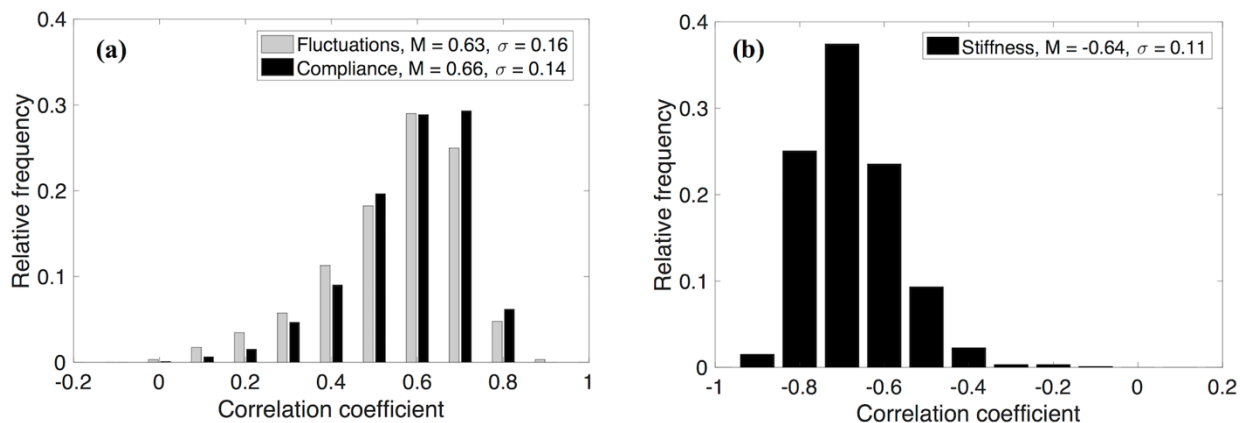 (a)
Fluctuations, M = 0.63, σ = 0.16
Compliance, M = 0.66, σ = 0.14
Relative frequency
0.4
0.3
0.2
0.1
0
-0.2 0 0.2 0.4 0.6 0.8 1
Correlation coefficient
(b)
Stiffness, M = -0.64, σ = 0.11
Relative frequency
0.4
0.3
0.2
0.1
0
-1 -0.8 -0.6 -0.4 -0.2 0 0.2
Correlation coefficient